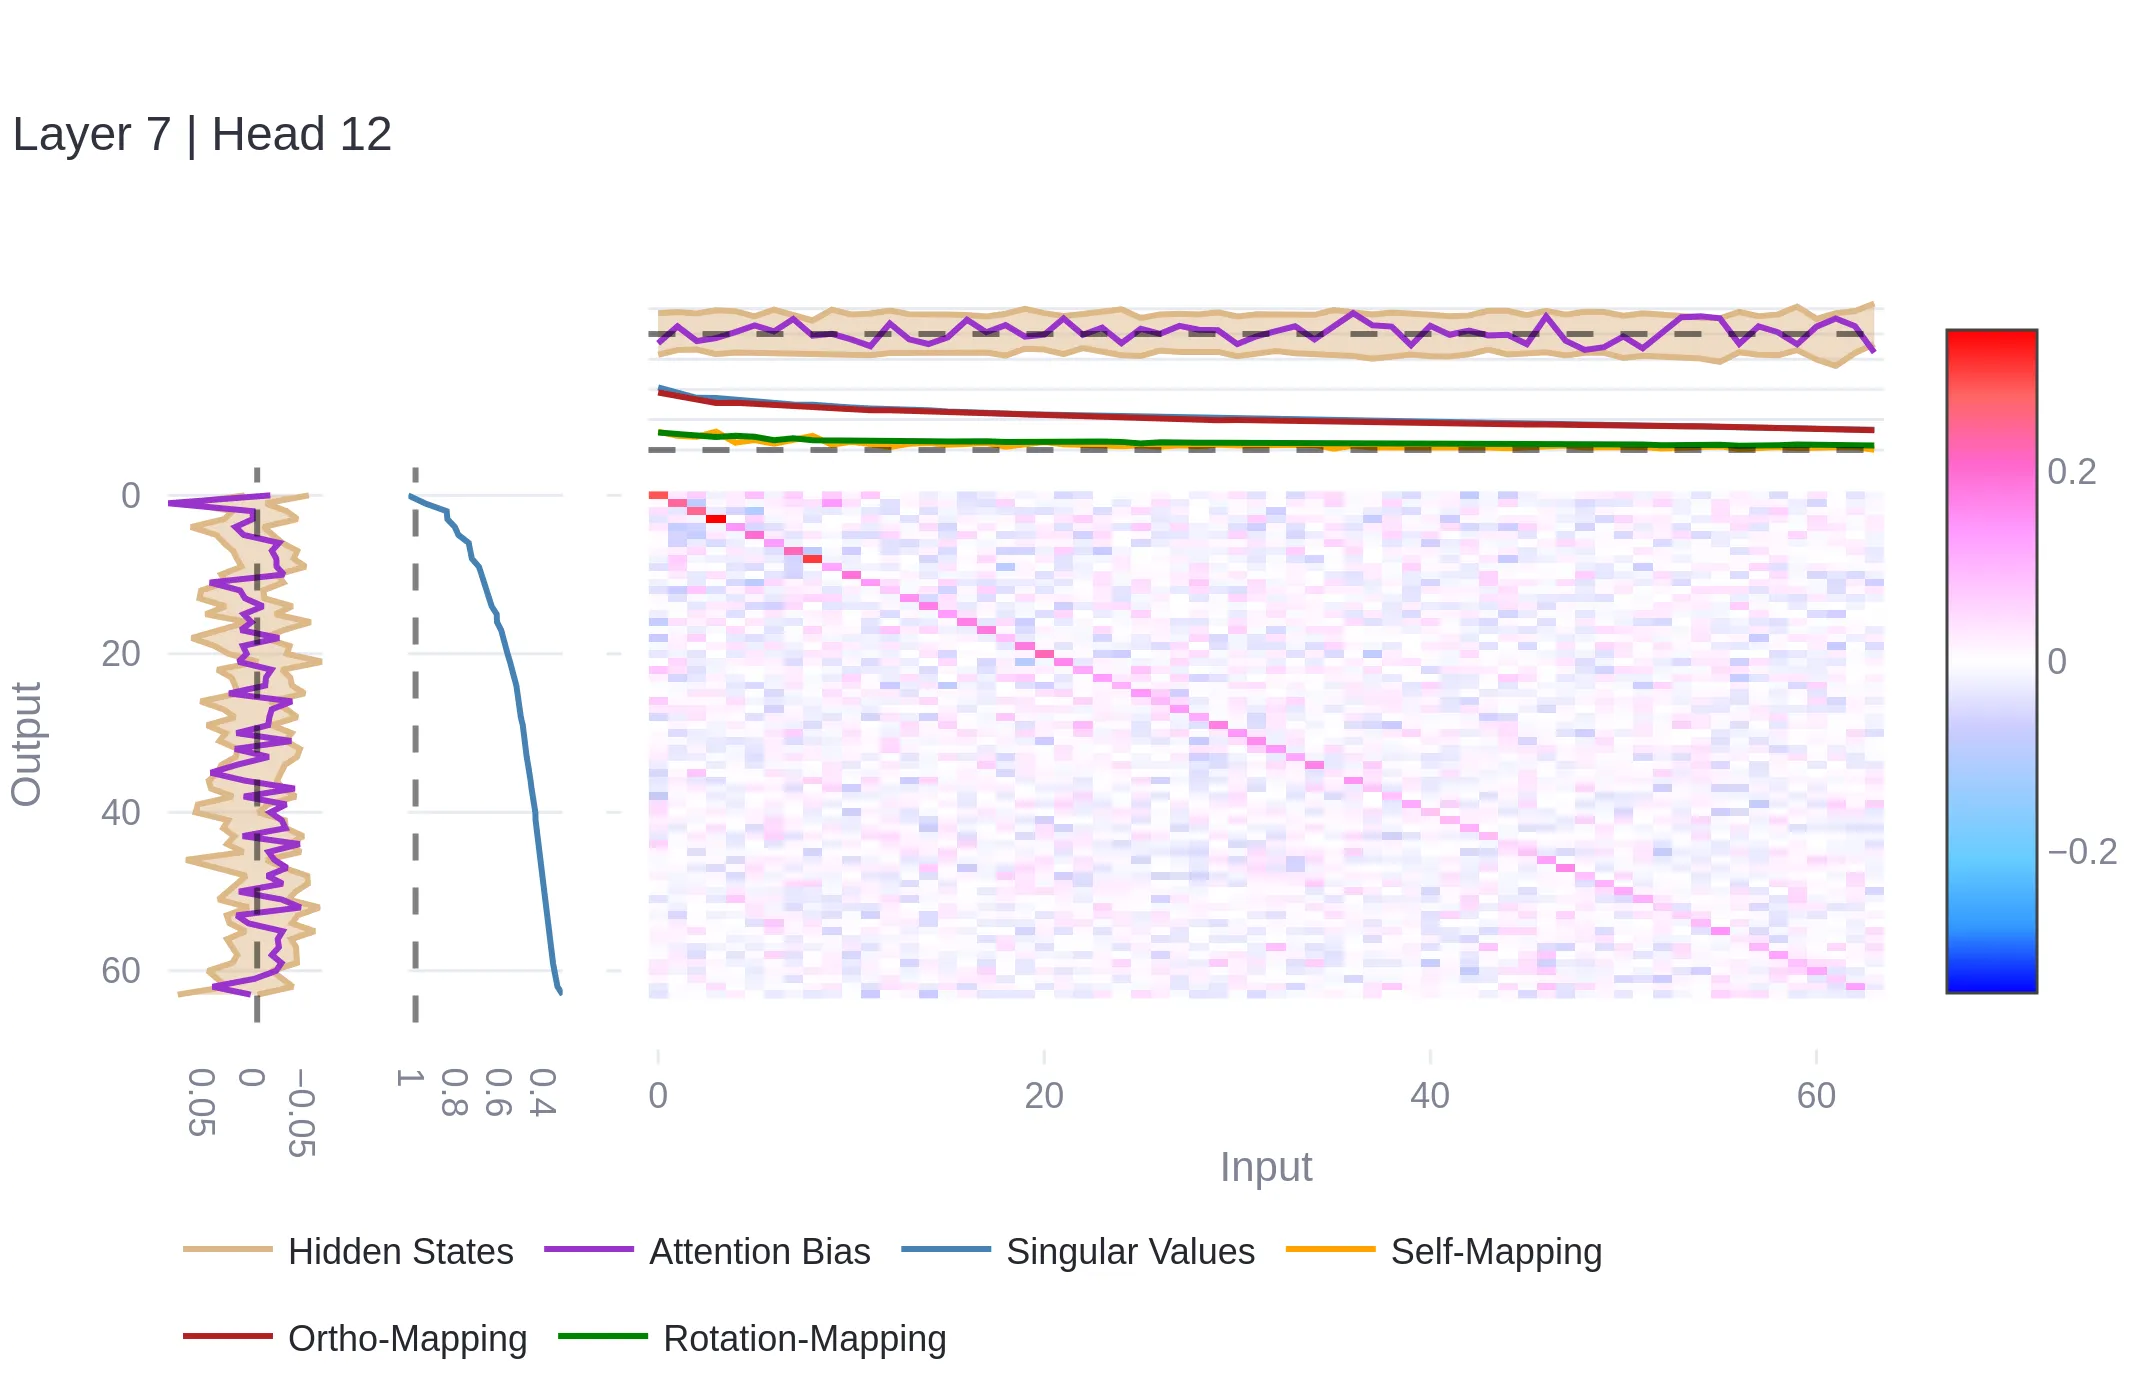 Layer 7 | Head 12
0
20
40
60
Output
0.05
0
−0.05
1
0.8
0.6
0.4
0
20
40
60
Input
0.2
0
−0.2
Hidden States
Attention Bias
Singular Values
Self-Mapping
Ortho-Mapping
Rotation-Mapping